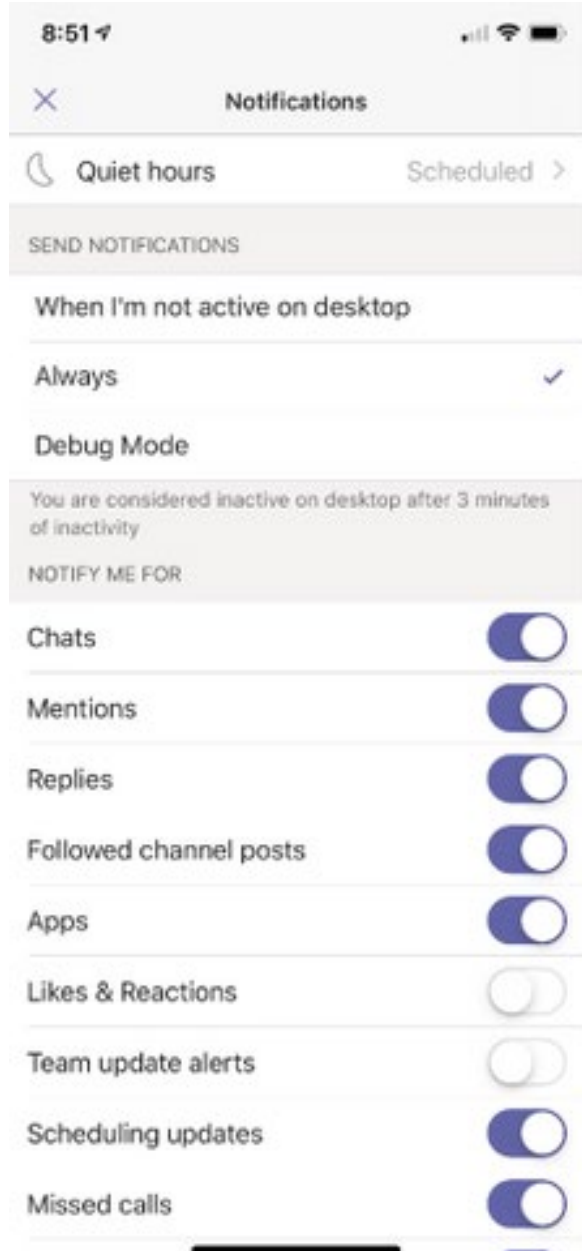 8:51
Notifications
Quiet hours Scheduled
SEND NOTIFICATIONS
When I'm not active on desktop
Always
Debug Mode
You are considered inactive on desktop after 3 minutes
of inactivity
NOTIFY ME FOR
Chats
Mentions
Replies
Followed channel posts
Apps
Likes & Reactions
Team update alerts
Scheduling updates
Missed calls